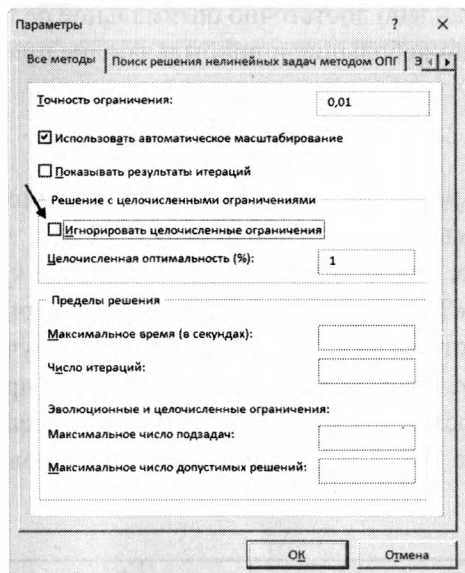 Параметры ? ×
Все методы Поиск решения нелинейных задач методом ОПГ Э
Точность ограничения: 0,01
Использовать автоматическое масштабирование
Показывать результаты итераций
Решение с целочисленными ограничениями
Игнорировать целочисленные ограничения
Целочисленная оптимальность (%): 1
Пределы решения
Максимальное время (в секундах):
Число итераций:
Эволюционные и целочисленные ограничения:
Максимальное число подзадач:
Максимальное число допустимых решений:
ОК Отмена